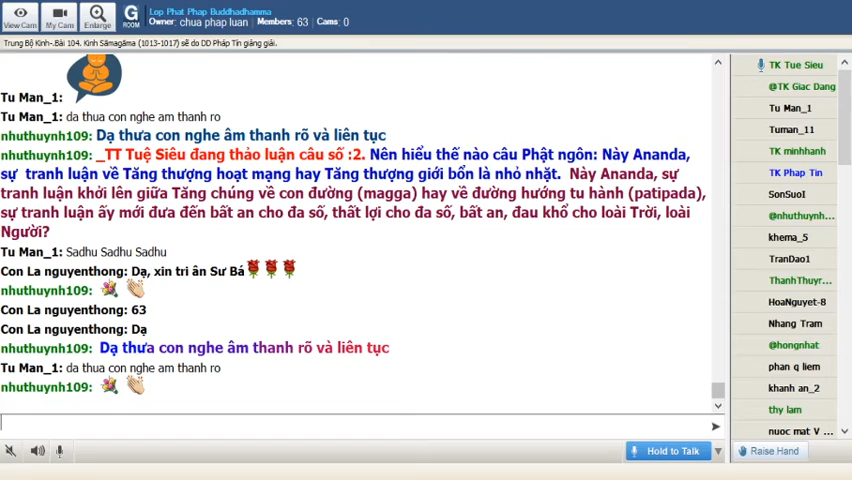 View Cam
My Cam
Enlarge
G
ROOM
Lop Phat Phap Buddhadhamma
Owner: chua phap luan Members: 63 Cams: 0
Trung Bộ Kinh-.Bài 104. Kinh Sāmagāma (1013-1017) sẽ do DD Pháp Tín giảng giải.
Tu Man_1:
Tu Man_1: da thua con nghe am thanh ro
nhuthuynh109: Dạ thưa con nghe âm thanh rõ và liên tục
nhuthuynh109: _TT Tuệ Siêu đang thảo luận câu số :2. Nên hiểu thế nào câu Phật ngôn: Này Ananda,
sự tranh luận về Tăng thượng hoạt mạng hay Tăng thượng giới bổn là nhỏ nhặt. Này Ananda, sự
tranh luận khởi lên giữa Tăng chúng về con đường (magga) hay về đường hướng tu hành (patipada),
sự tranh luận ấy mới đưa đến bất an cho đa số, thất lợi cho đa số, bất an, đau khổ cho loài Trời, loài
Người?
Tu Man_1: Sadhu Sadhu Sadhu
Con La nguyenthong: Dạ, xin tri ân Sư Bá
nhuthuynh109:
Con La nguyenthong: 63
Con La nguyenthong: Dạ
nhuthuynh109: Dạ thưa con nghe âm thanh rõ và liên tục
Tu Man_1: da thua con nghe am thanh ro
nhuthuynh109:
Hold to Talk
TK Tue Sieu
@TK Giac Dang
Tu Man_1
Tuman_11
TK minhhanh
TK Phap Tin
SonSuoI
@nhuthuynh...
khema_5
TranDao1
ThanhThuyr...
HoaNguyet-8
Nhang Tram
@hongnhat
phan q liem
khanh an_2
thy lam
nuoc mat V ...
Raise Hand